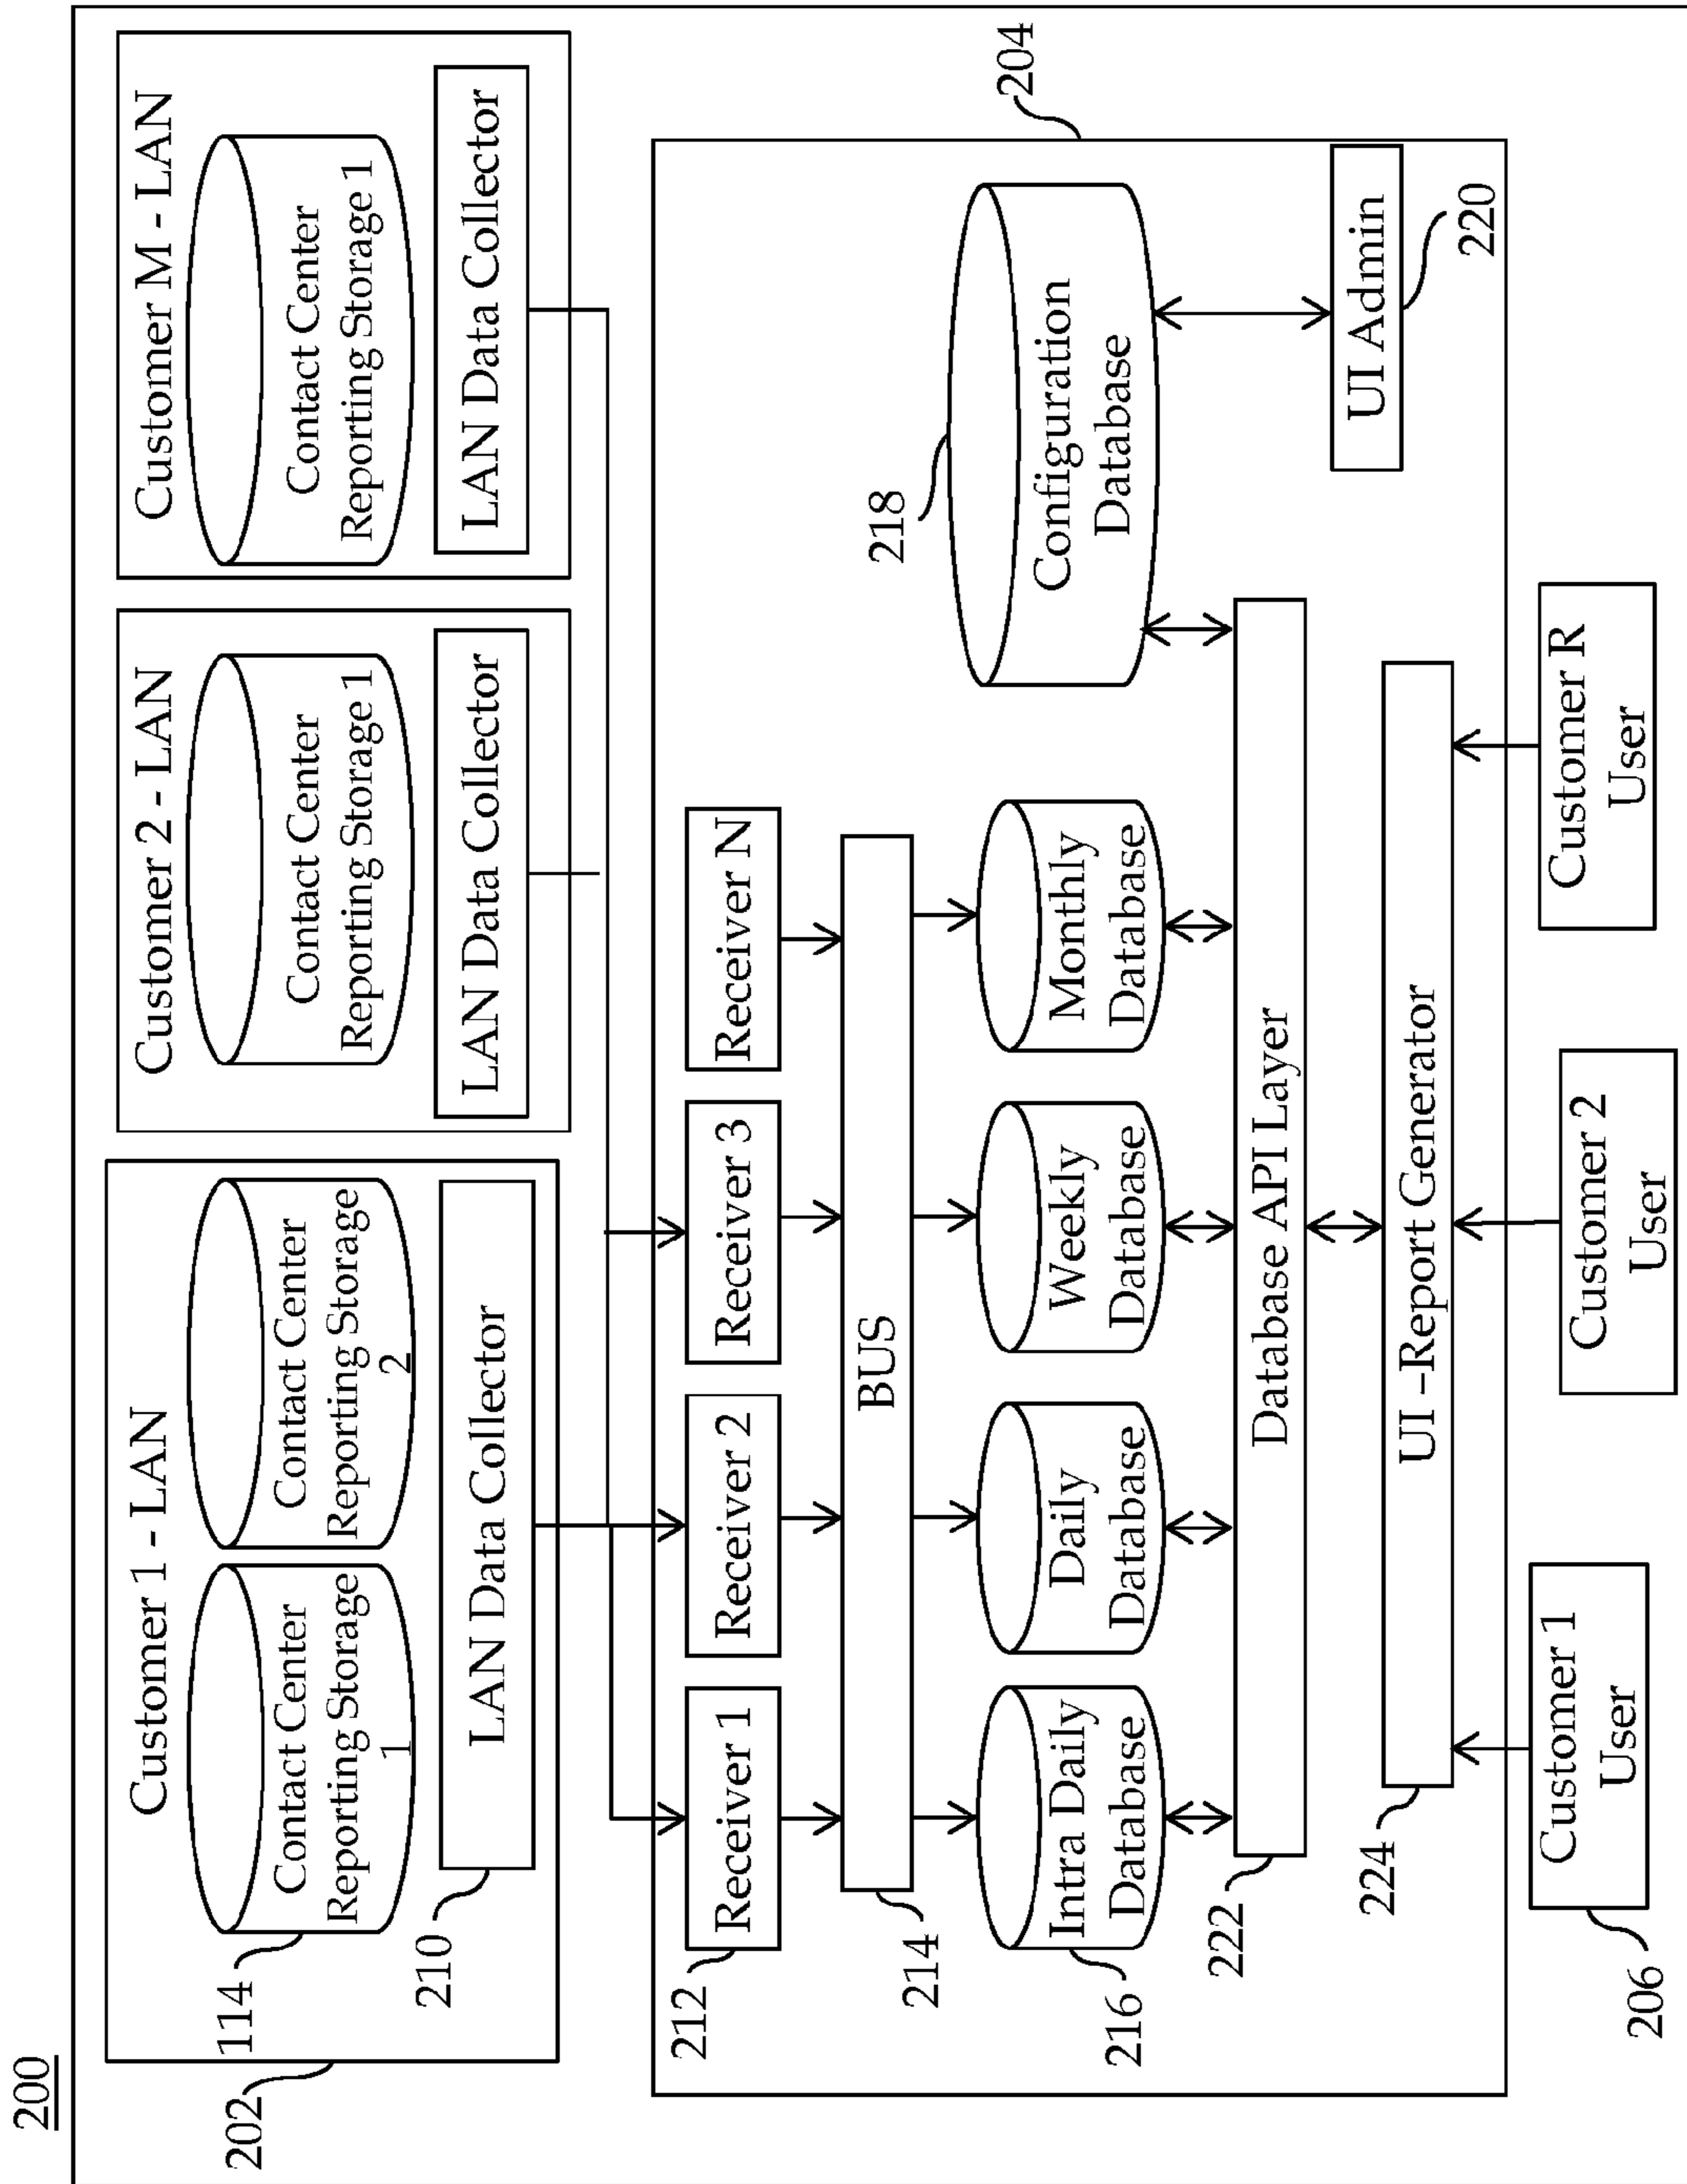 200
Customer 1 - LAN
Contact Center
Reporting Storage
1
Contact Center
Reporting Storage
2
LAN Data Collector
114
210
202
Customer 2 - LAN
Contact Center
Reporting Storage 1
LAN Data Collector
Customer M - LAN
Contact Center
Reporting Storage 1
LAN Data Collector
204
212
Receiver 1
Receiver 2
Receiver 3
Receiver N
214
BUS
216
Intra Daily
Database
Daily
Database
Weekly
Database
Monthly
Database
218
Configuration
Database
222
Database API Layer
UI Admin
220
224
UI –Report Generator
206
Customer 1
User
Customer 2
User
Customer R
User